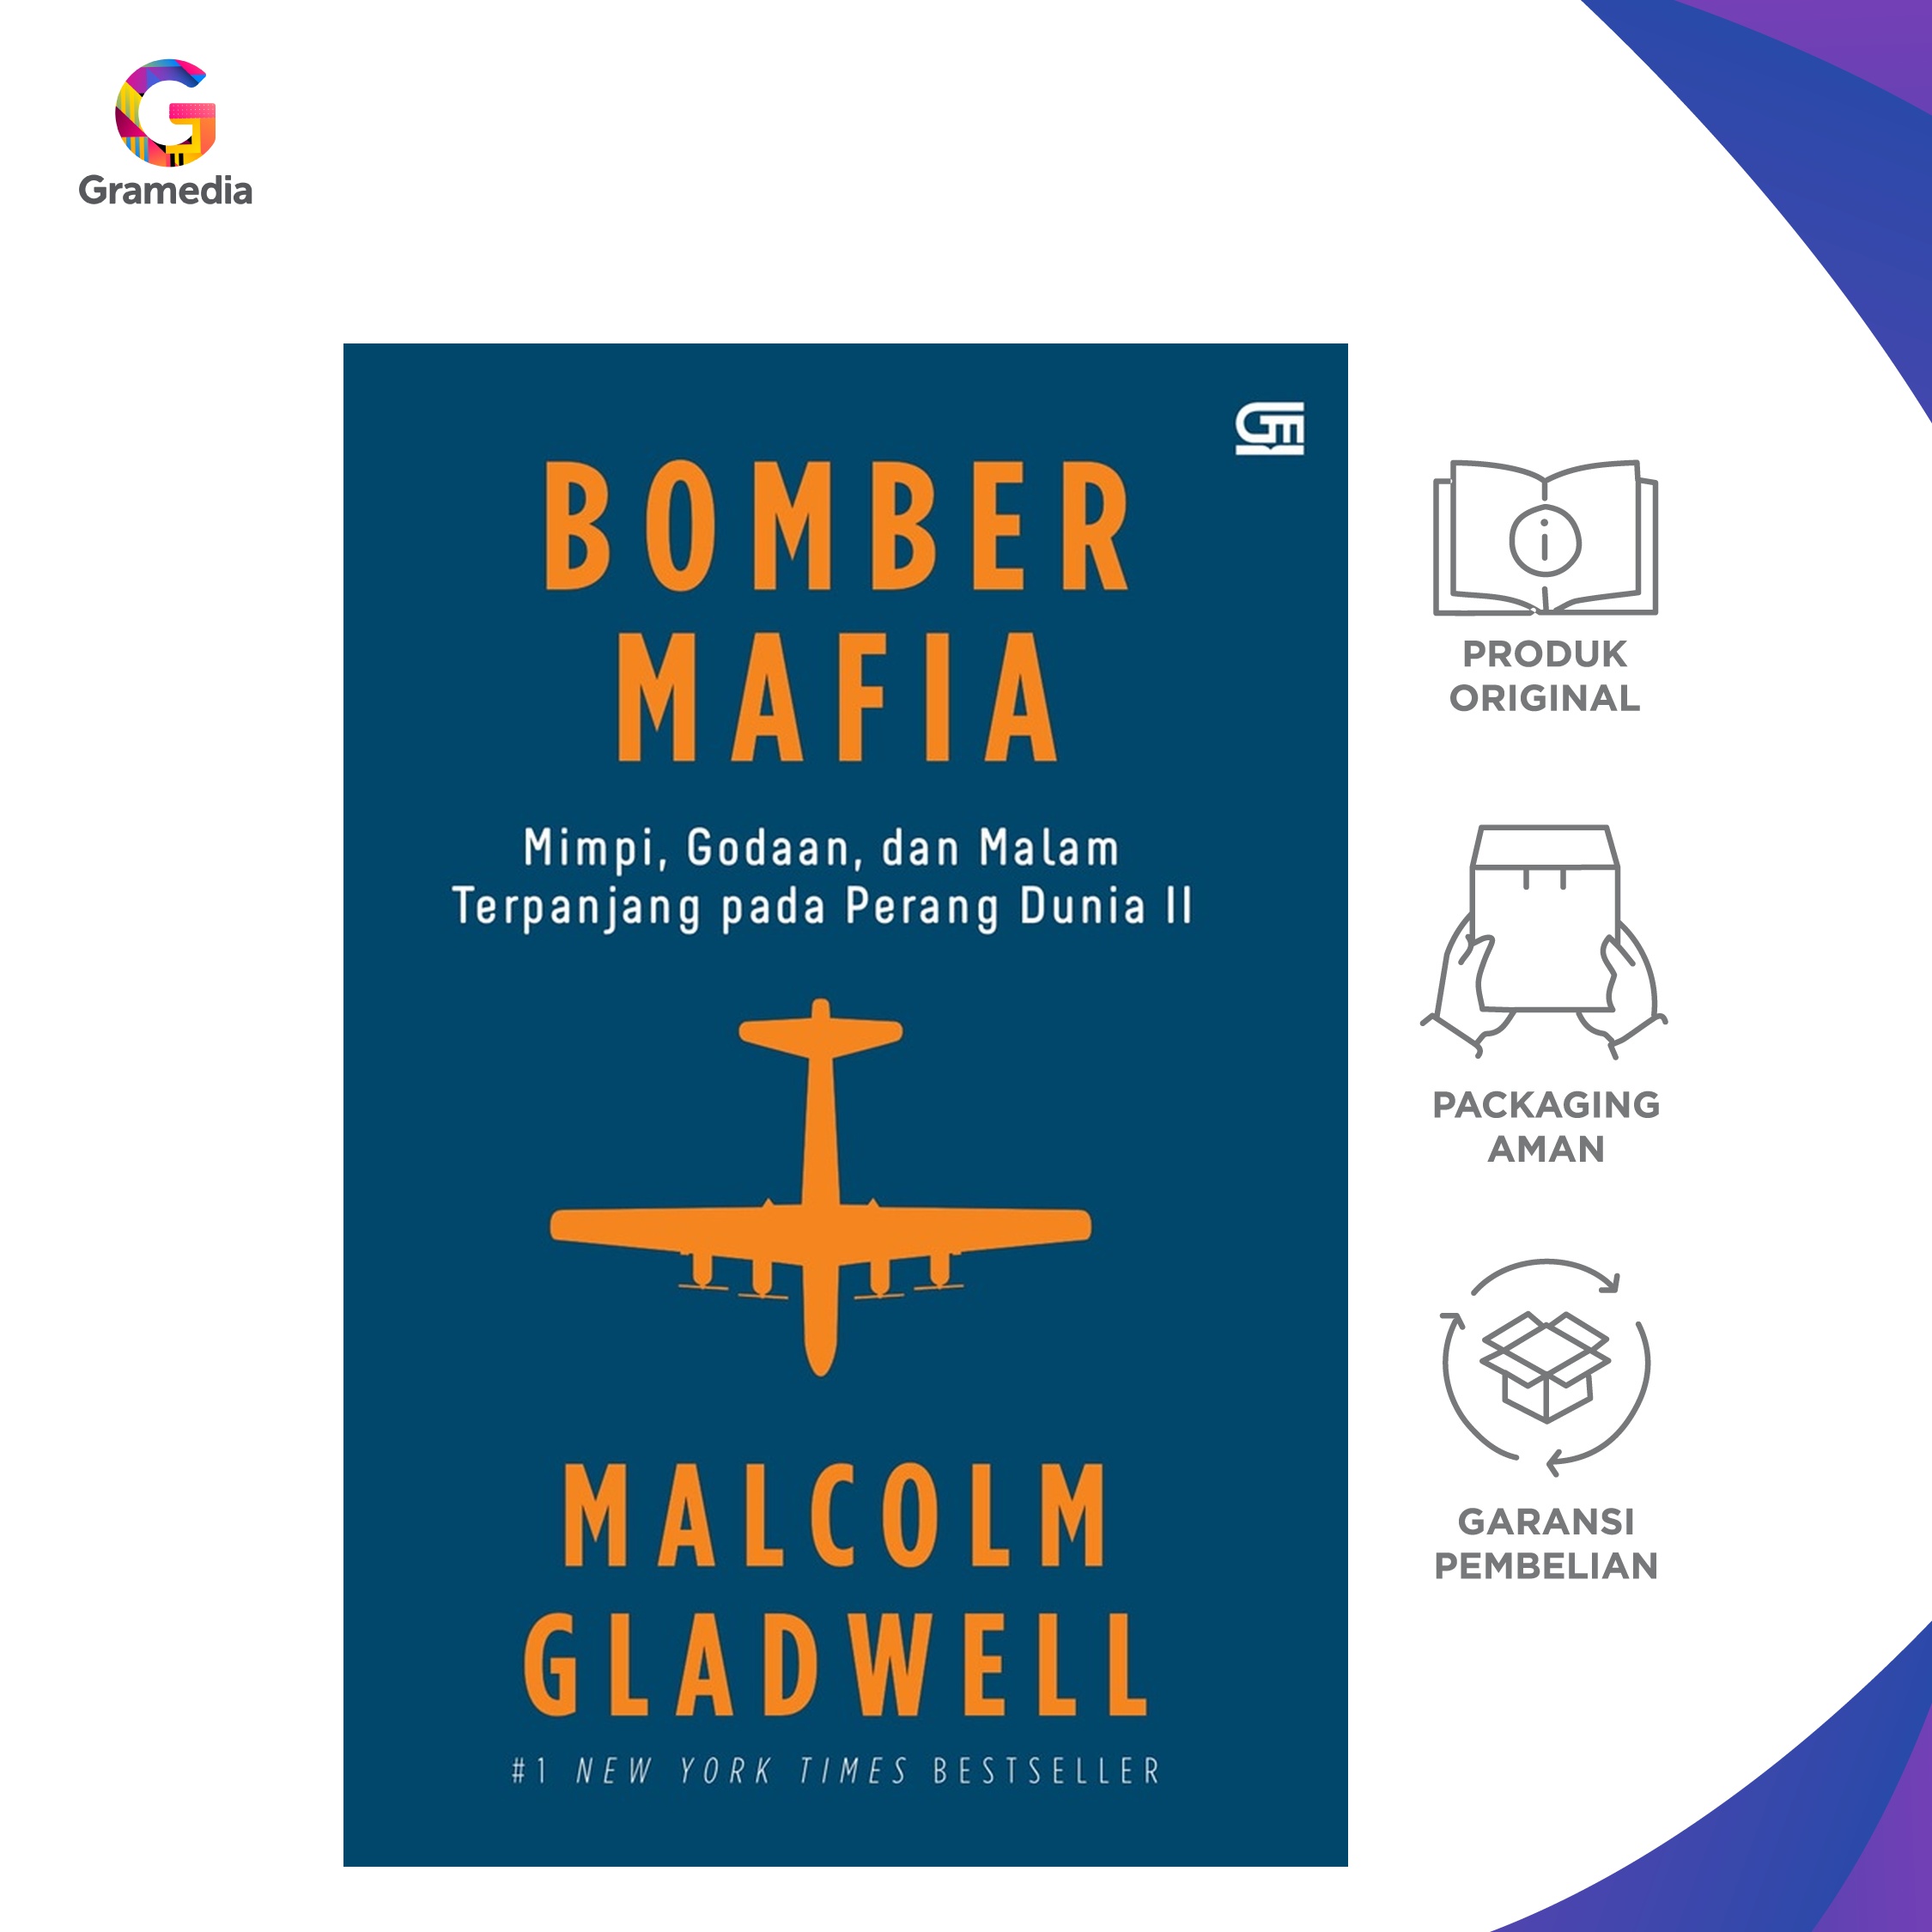 Gramedia
GM
BOMBER
MAFIA
Mimpi, Godaan, dan Malam
Terpanjang pada Perang Dunia II
MALCOLM
GLADWELL
#1 NEW YORK TIMES BESTSELLER
PRODUK
ORIGINAL
PACKAGING
AMAN
GARANSI
PEMBELIAN